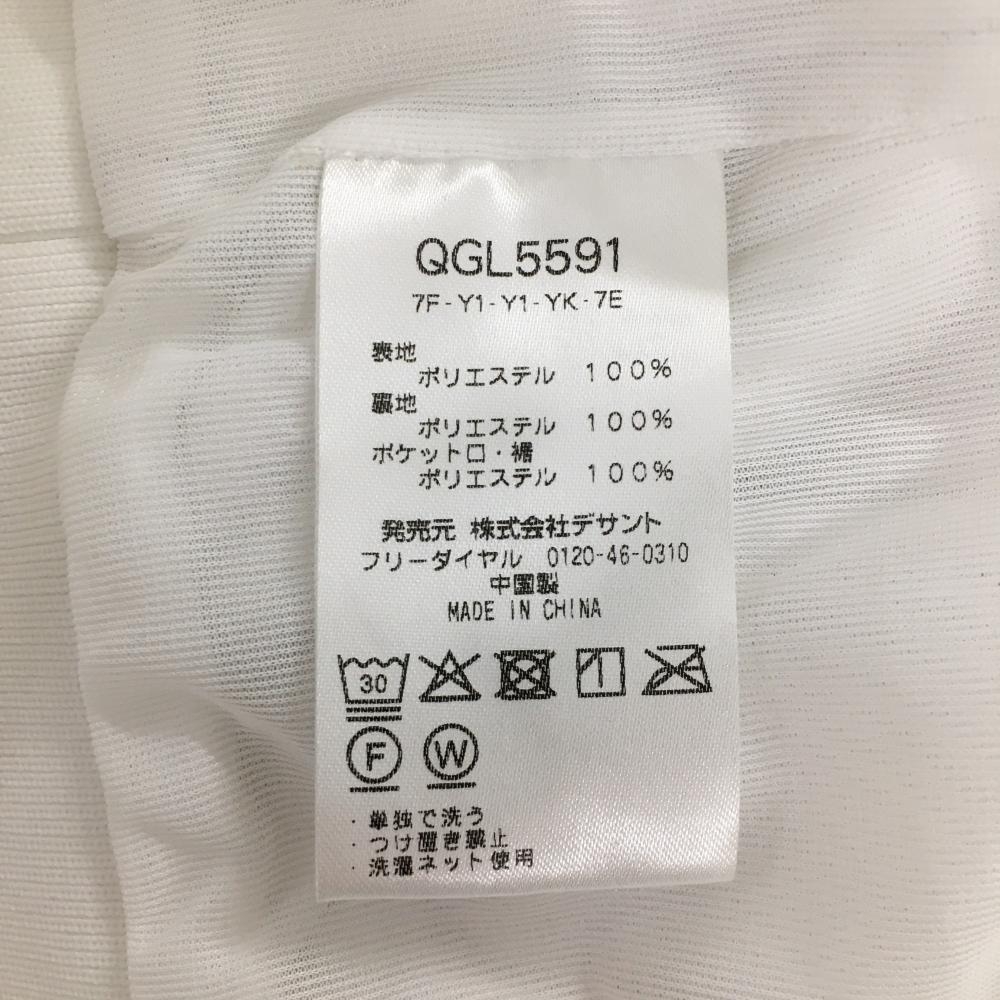 QGL5591
7F-Y1-Y1-YK-7E
表地
ポリエステル 100%
裏地
ポリエステル 100%
ポケット口・裾
ポリエステル 100%
発売元 株式会社デサント
フリーダイヤル 0120-46-0310
中国製
MADE IN CHINA
30
F W
・単独で洗う
・つけ置き禁止
・洗濯ネット使用